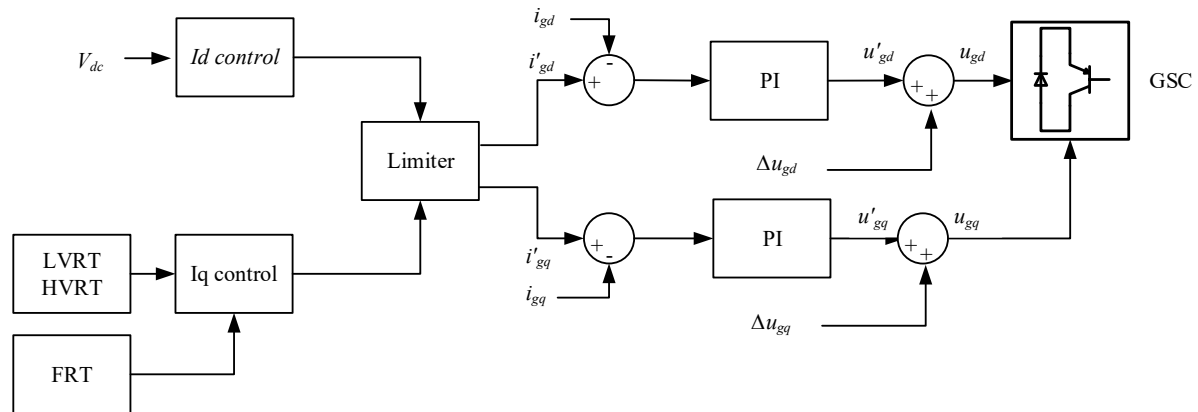 i_gd
V_dc
Id control
i'_gd
-
+
PI
u'_gd
+
+
u_gd
GSC
Limiter
Δu_gd
LVRT
HVRT
Iq control
i'_gq
+
-
PI
u'_gq
+
+
u_gq
i_gq
Δu_gq
FRT